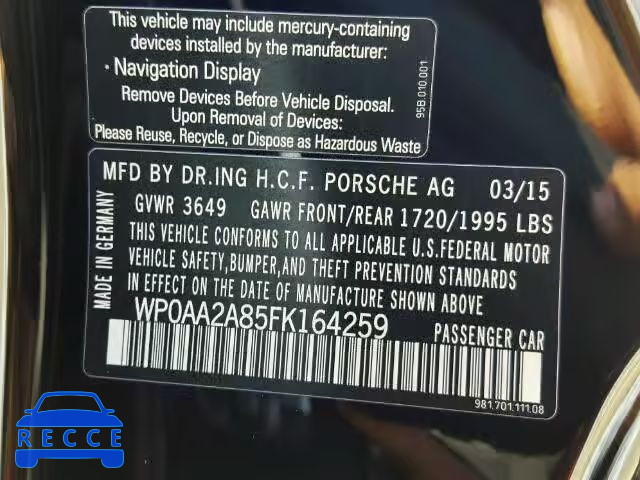 This vehicle may include mercury-containing
devices installed by the manufacturer:
· Navigation Display
Remove Devices Before Vehicle Disposal.
Upon Removal of Devices:
Please Reuse, Recycle, or Dispose as Hazardous Waste
95B.010.001
MFD BY DR.ING H.C.F. PORSCHE AG 03/15
GVWR 3649 GAWR FRONT/REAR 1720/1995 LBS
THIS VEHICLE CONFORMS TO ALL APPLICABLE U.S.FEDERAL MOTOR
VEHICLE SAFETY,BUMPER,AND THEFT PREVENTION STANDARDS
IN EFFECT ON THE DATE OF MANUFACTURE SHOWN ABOVE
WP0AA2A85FK164259 PASSENGER CAR
MADE IN GERMANY
981.701.111.08
RECCE